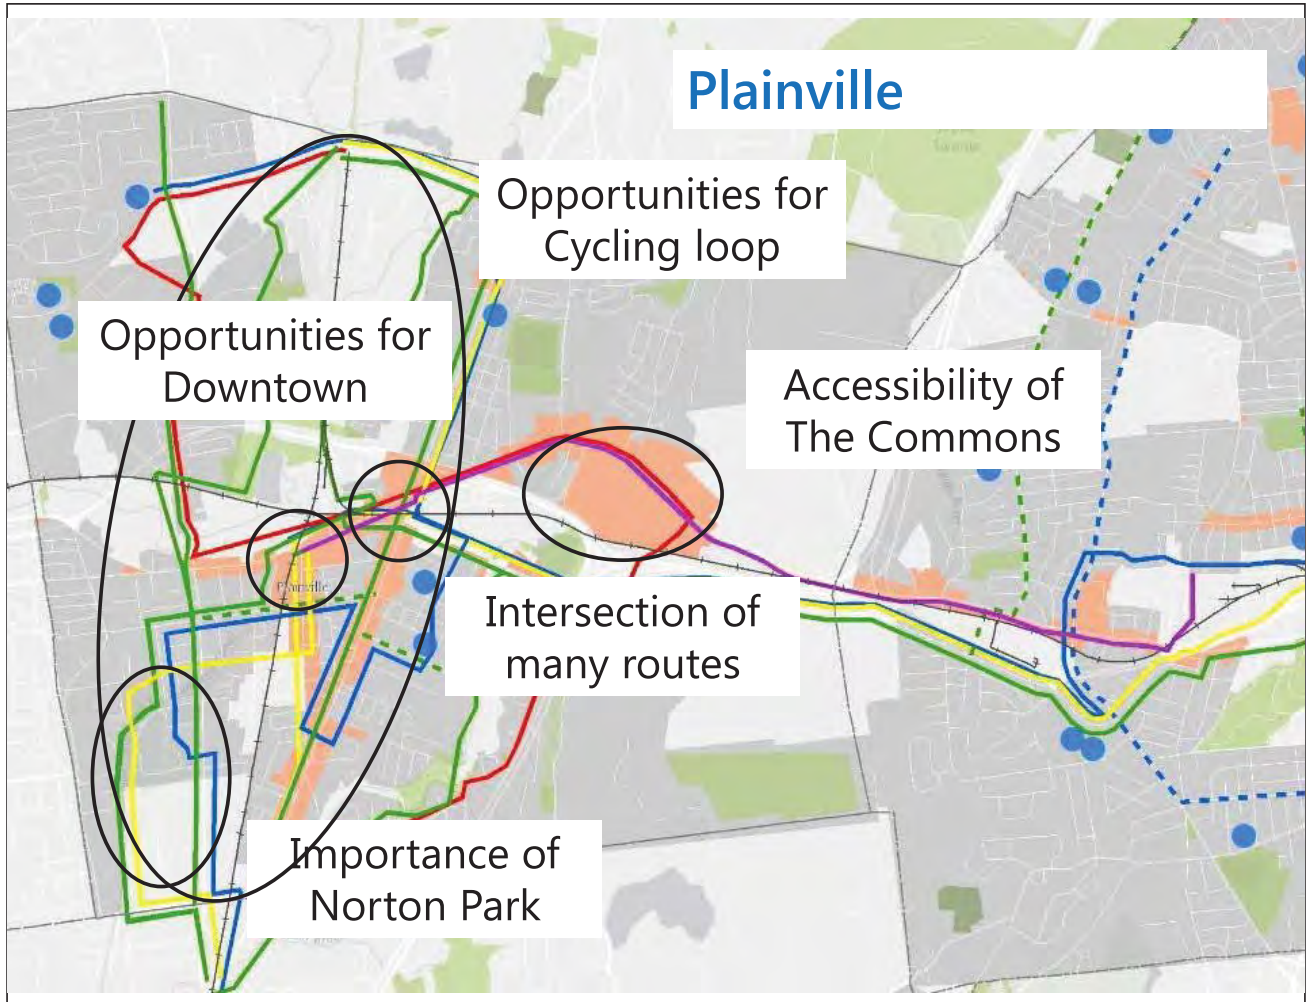 Plainville
Opportunities for
Cycling loop
Opportunities for
Downtown
Accessibility of
The Commons
Plainville
Intersection of
many routes
Importance of
Norton Park